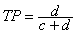 TP = d / (c + d)